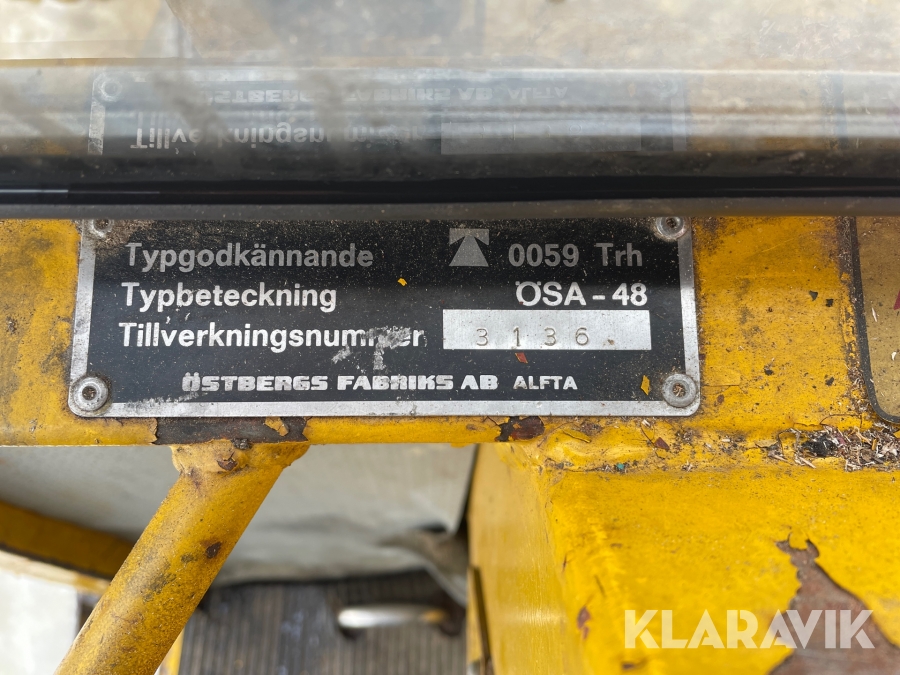 Typgodkännande 0059 Trh
Typbeteckning ÖSA-48
Tillverkningsnummer 3136.
ÖSTBERGS FABRIKS AB ALFTA
KLARAVIK